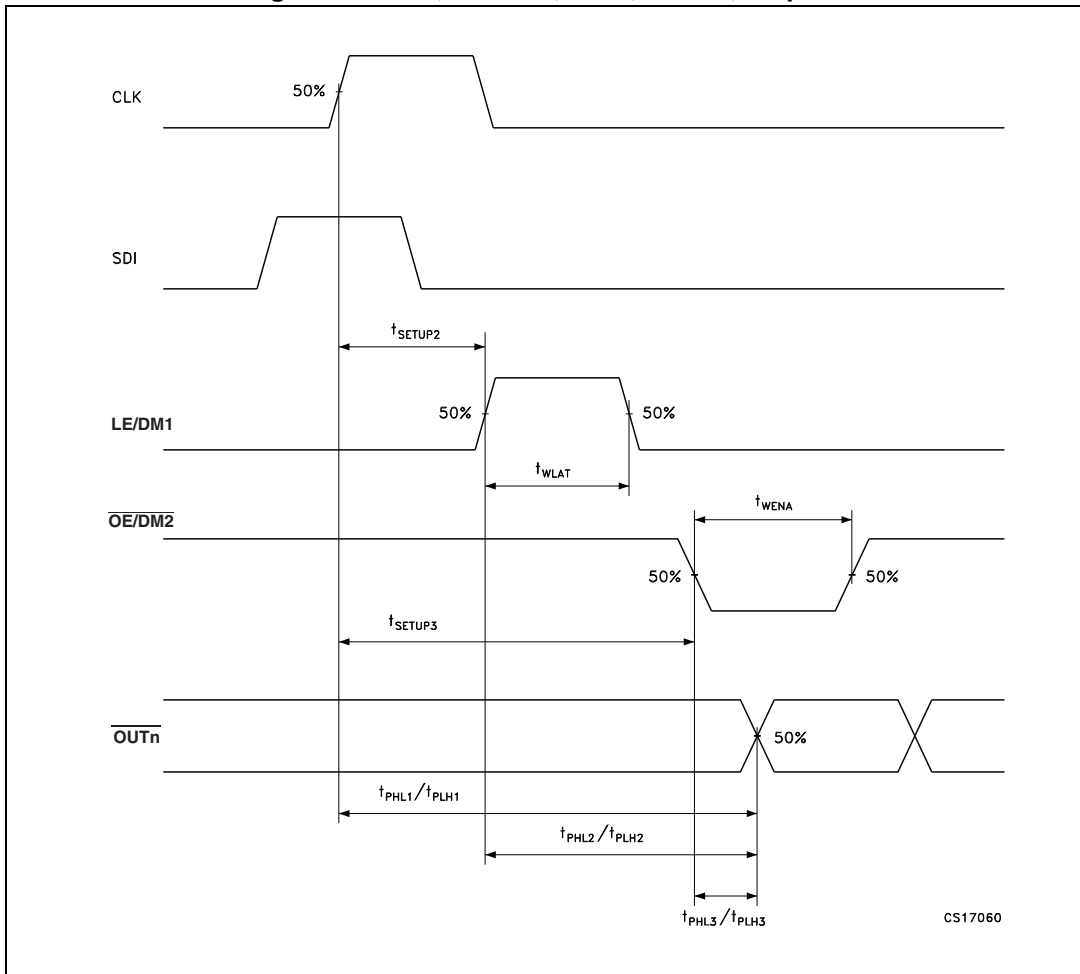 50%
CLK
SDI
tSETUP2
50% 50%
LE/DM1
tWLAT
tWENA
OE/DM2
50% 50%
tSETUP3
OUTn
50%
tPHL1/tPLH1
tPHL2/tPLH2
tPHL3/tPLH3
CS17060